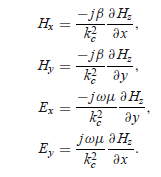 H_x = \frac{-j\beta}{k_c^2} \frac{\partial H_z}{\partial x},
H_y = \frac{-j\beta}{k_c^2} \frac{\partial H_z}{\partial y},
E_x = \frac{-j\omega\mu}{k_c^2} \frac{\partial H_z}{\partial y},
E_y = \frac{j\omega\mu}{k_c^2} \frac{\partial H_z}{\partial x}.